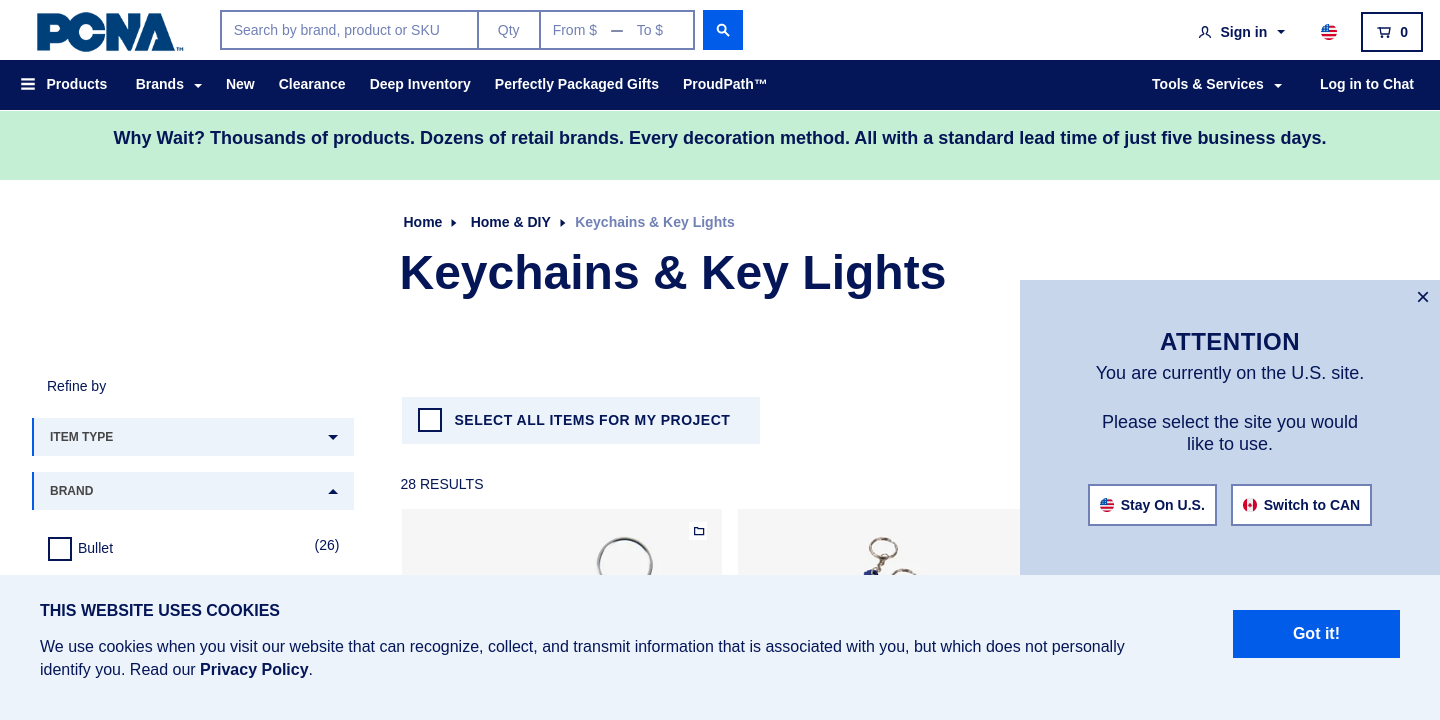 PCNA™
Search by brand, product or SKU
Qty
From $ — To $
Sign in
0
Products
Brands
New
Clearance
Deep Inventory
Perfectly Packaged Gifts
ProudPath™
Tools & Services
Log in to Chat
Why Wait? Thousands of products. Dozens of retail brands. Every decoration method. All with a standard lead time of just five business days.
Home
Home & DIY
Keychains & Key Lights
Keychains & Key Lights
ATTENTION
You are currently on the U.S. site.
Please select the site you would
like to use.
Stay On U.S.
Switch to CAN
Refine by
ITEM TYPE
BRAND
Bullet
(26)
SELECT ALL ITEMS FOR MY PROJECT
28 RESULTS
THIS WEBSITE USES COOKIES
We use cookies when you visit our website that can recognize, collect, and transmit information that is associated with you, but which does not personally
identify you. Read our Privacy Policy.
Got it!